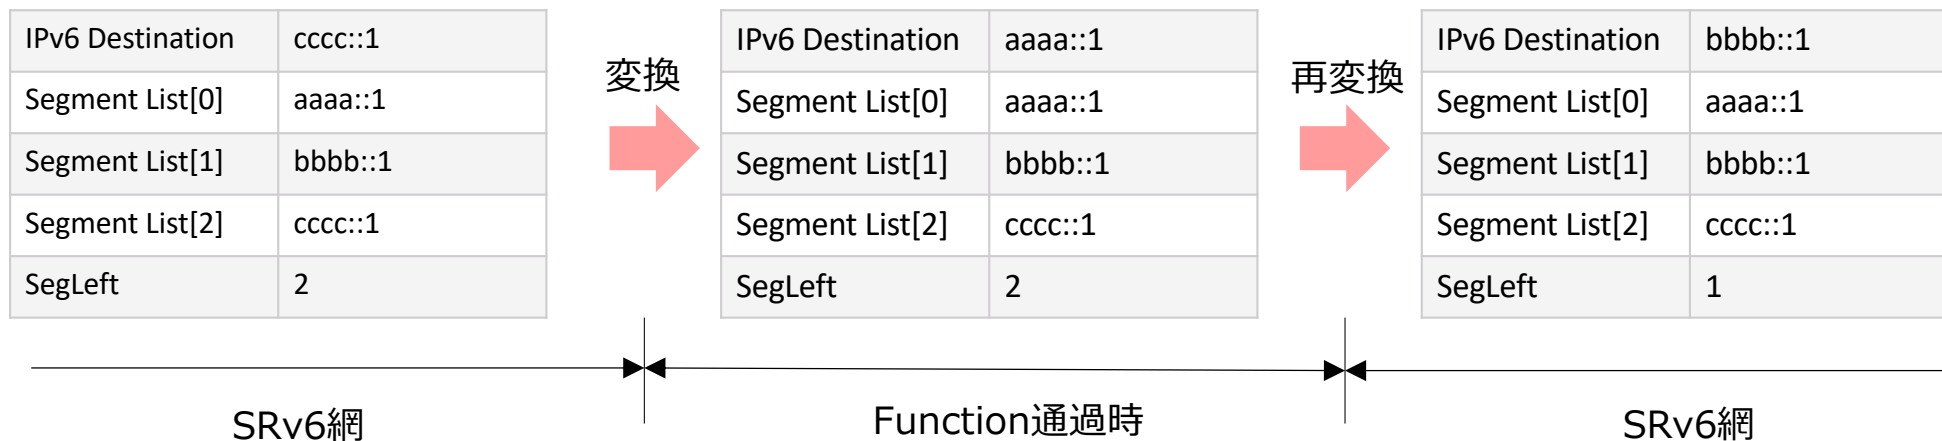 IPv6 Destination cccc::1
Segment List[0] aaaa::1
Segment List[1] bbbb::1
Segment List[2] cccc::1
SegLeft 2
変換
IPv6 Destination aaaa::1
Segment List[0] aaaa::1
Segment List[1] bbbb::1
Segment List[2] cccc::1
SegLeft 2
再変換
IPv6 Destination bbbb::1
Segment List[0] aaaa::1
Segment List[1] bbbb::1
Segment List[2] cccc::1
SegLeft 1
SRv6網
Function通過時
SRv6網